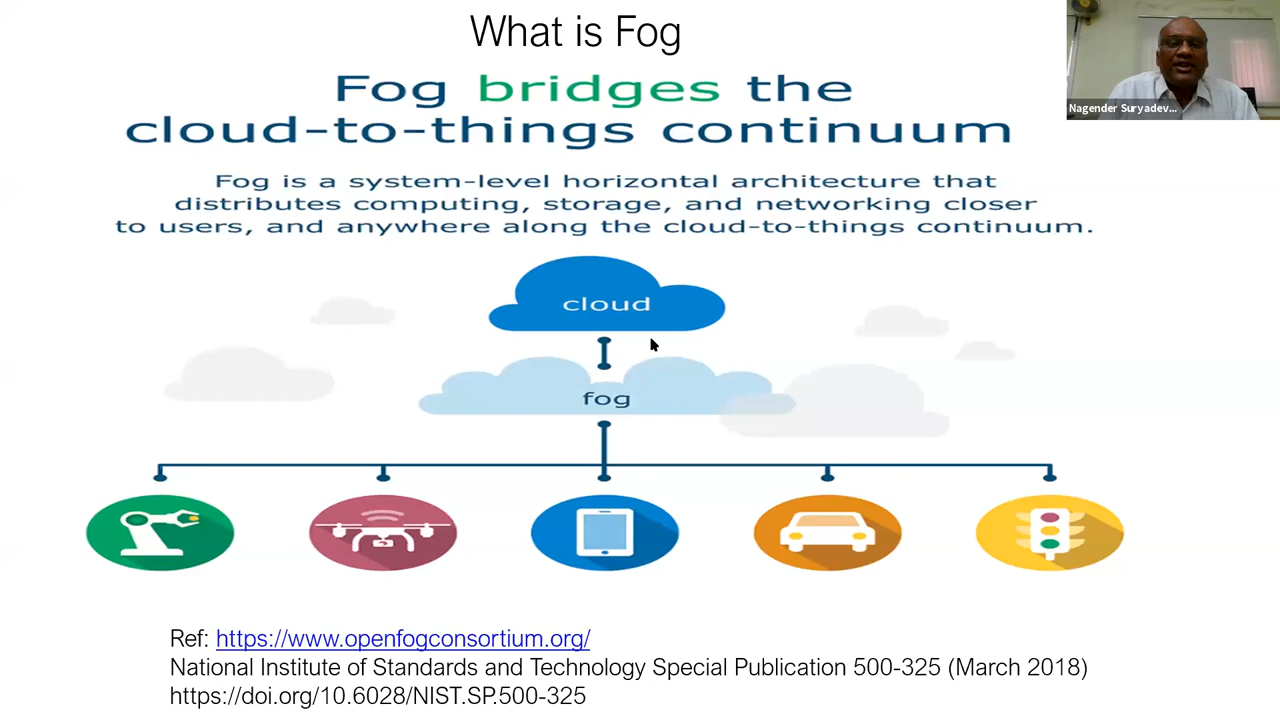 What is Fog
Fog bridges the
cloud-to-things continuum
Nagender Suryadev...
Fog is a system-level horizontal architecture that
distributes computing, storage, and networking closer
to users, and anywhere along the cloud-to-things continuum.
cloud
fog
Ref: https://www.openfogconsortium.org/
National Institute of Standards and Technology Special Publication 500-325 (March 2018)
https://doi.org/10.6028/NIST.SP.500-325